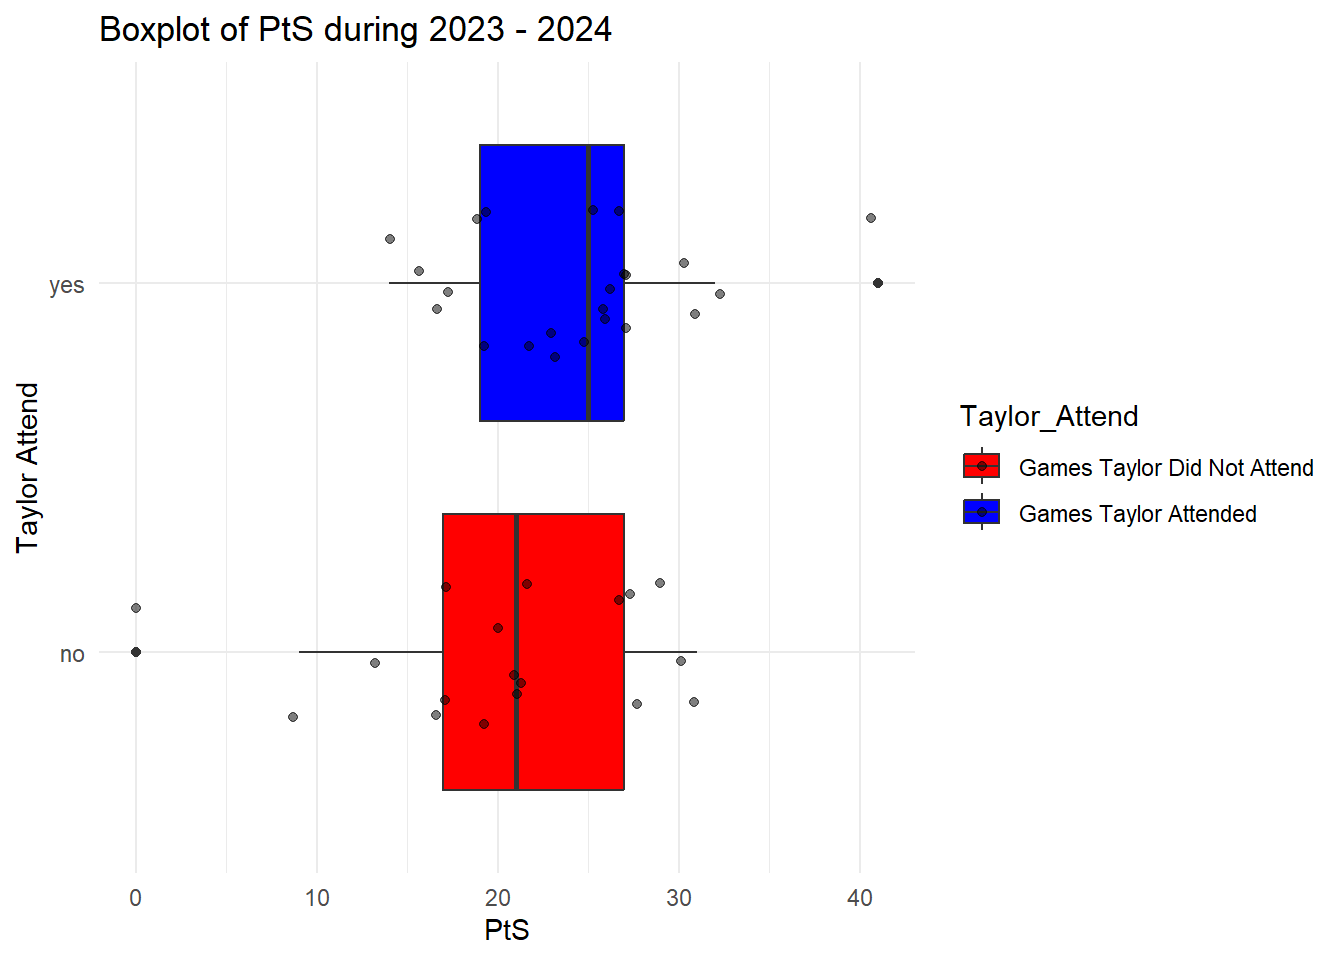 Boxplot of PtS during 2023 - 2024
Taylor Attend
yes
no
0 10 20 30 40
PtS
Taylor_Attend
Games Taylor Did Not Attend
Games Taylor Attended